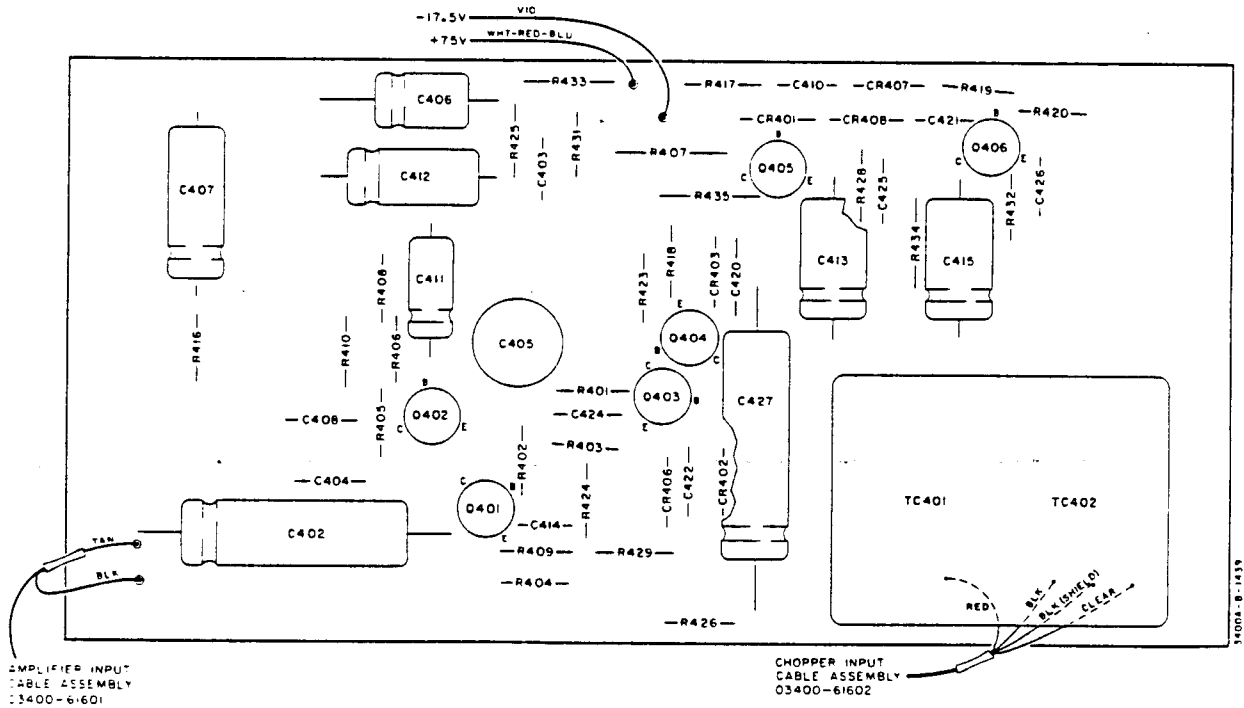 -17.5V VIO
+75V WHT-RED-BLU
R433
R417
C410
CR407
R419
C406
R425
C403
R431
CR401
CR408
C421
B
R420
C407
C412
R407
B
Q405
C
E
R428
C425
C
Q406
E
R432
C426
R435
C411
R408
R423
R418
CR403
C420
C413
R434
C415
R416
R410
R406
C405
E
Q404
B
C
C
Q403
B
E
R401
C424
R403
C427
C408
R405
B
Q402
C
E
R402
R424
CR406
C422
CR402
TC401
TC402
C404
C402
C
B
Q401
E
C414
R409
R429
R404
R426
TAN
BLK
RED
BLK
BLK (SHIELD)
CLEAR
AMPLIFIER INPUT
CABLE ASSEMBLY
03400-61601
CHOPPER INPUT
CABLE ASSEMBLY
03400-61602
3400A-B-1439